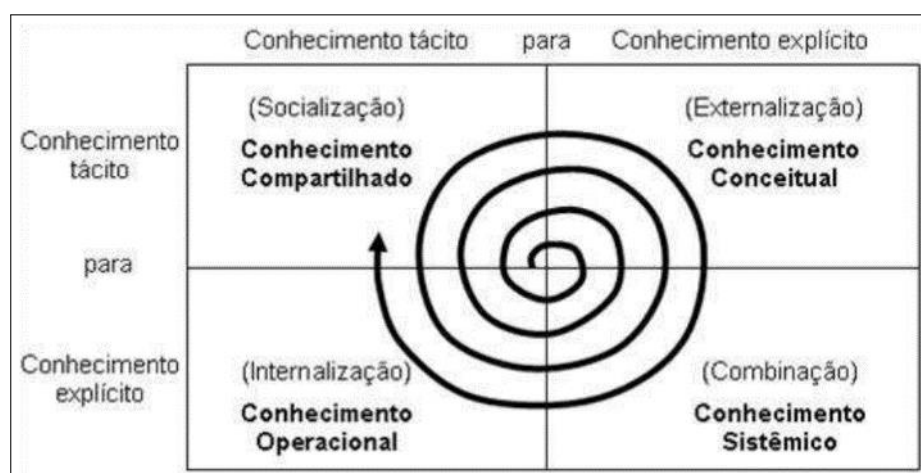 Conhecimento tácito para Conhecimento explícito
Conhecimento
tácito
(Socialização)
Conhecimento
Compartilhado
(Externalização)
Conhecimento
Conceitual
para
Conhecimento
explícito
(Internalização)
Conhecimento
Operacional
(Combinação)
Conhecimento
Sistêmico